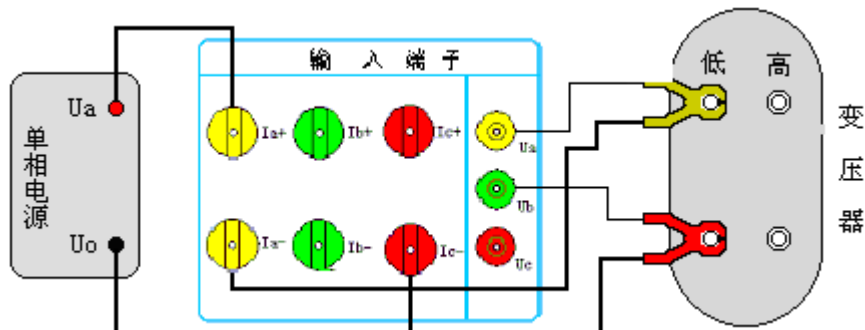 单相电源
Ua
Uo
输入端子
Ia+
Ib+
Ic+
Ia-
Ib-
Ic-
Ua
Ub
Uc
低
高
变压器